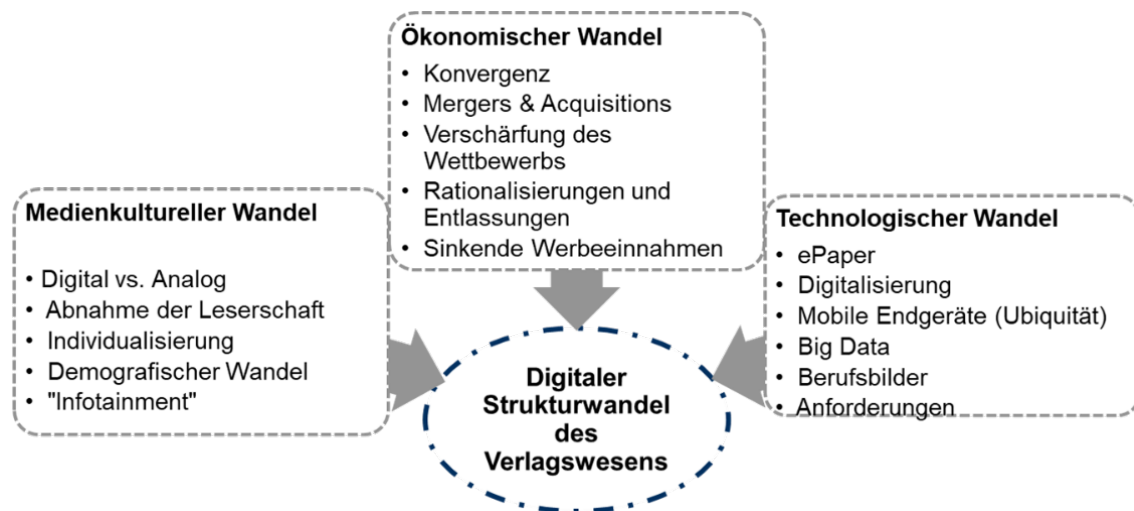 Ökonomischer Wandel
• Konvergenz
• Mergers & Acquisitions
• Verschärfung des
Wettbewerbs
• Rationalisierungen und
Entlassungen
• Sinkende Werbeeinnahmen
Medienkultureller Wandel
• Digital vs. Analog
• Abnahme der Leserschaft
• Individualisierung
• Demografischer Wandel
• "Infotainment"
Technologischer Wandel
• ePaper
• Digitalisierung
• Mobile Endgeräte (Ubiquität)
• Big Data
• Berufsbilder
• Anforderungen
Digitaler
Strukturwandel
des
Verlagswesens